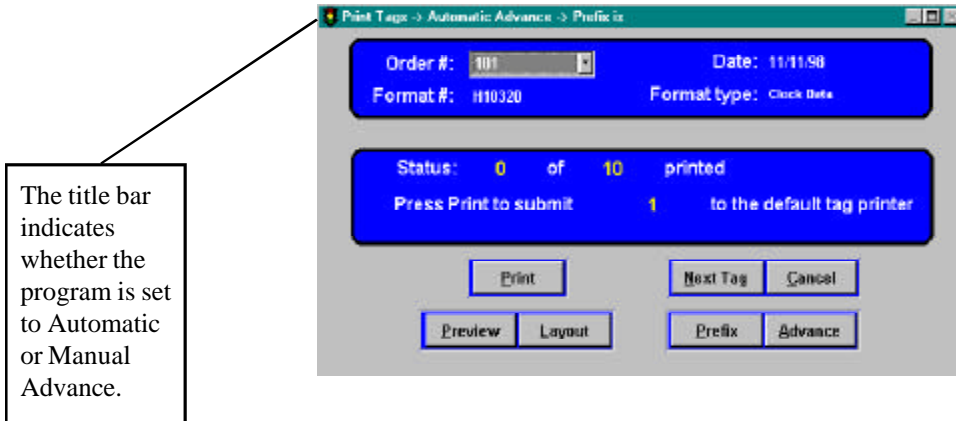 Print Tags -> Automatic Advance -> Prefix is
Order #: 101 Date: 11/11/98
Format #: H10320 Format type: Clock Data
Status: 0 of 10 printed
Press Print to submit 1 to the default tag printer
Print Next Tag Cancel
Preview Layout Prefix Advance
The title bar
indicates
whether the
program is set
to Automatic
or Manual
Advance.